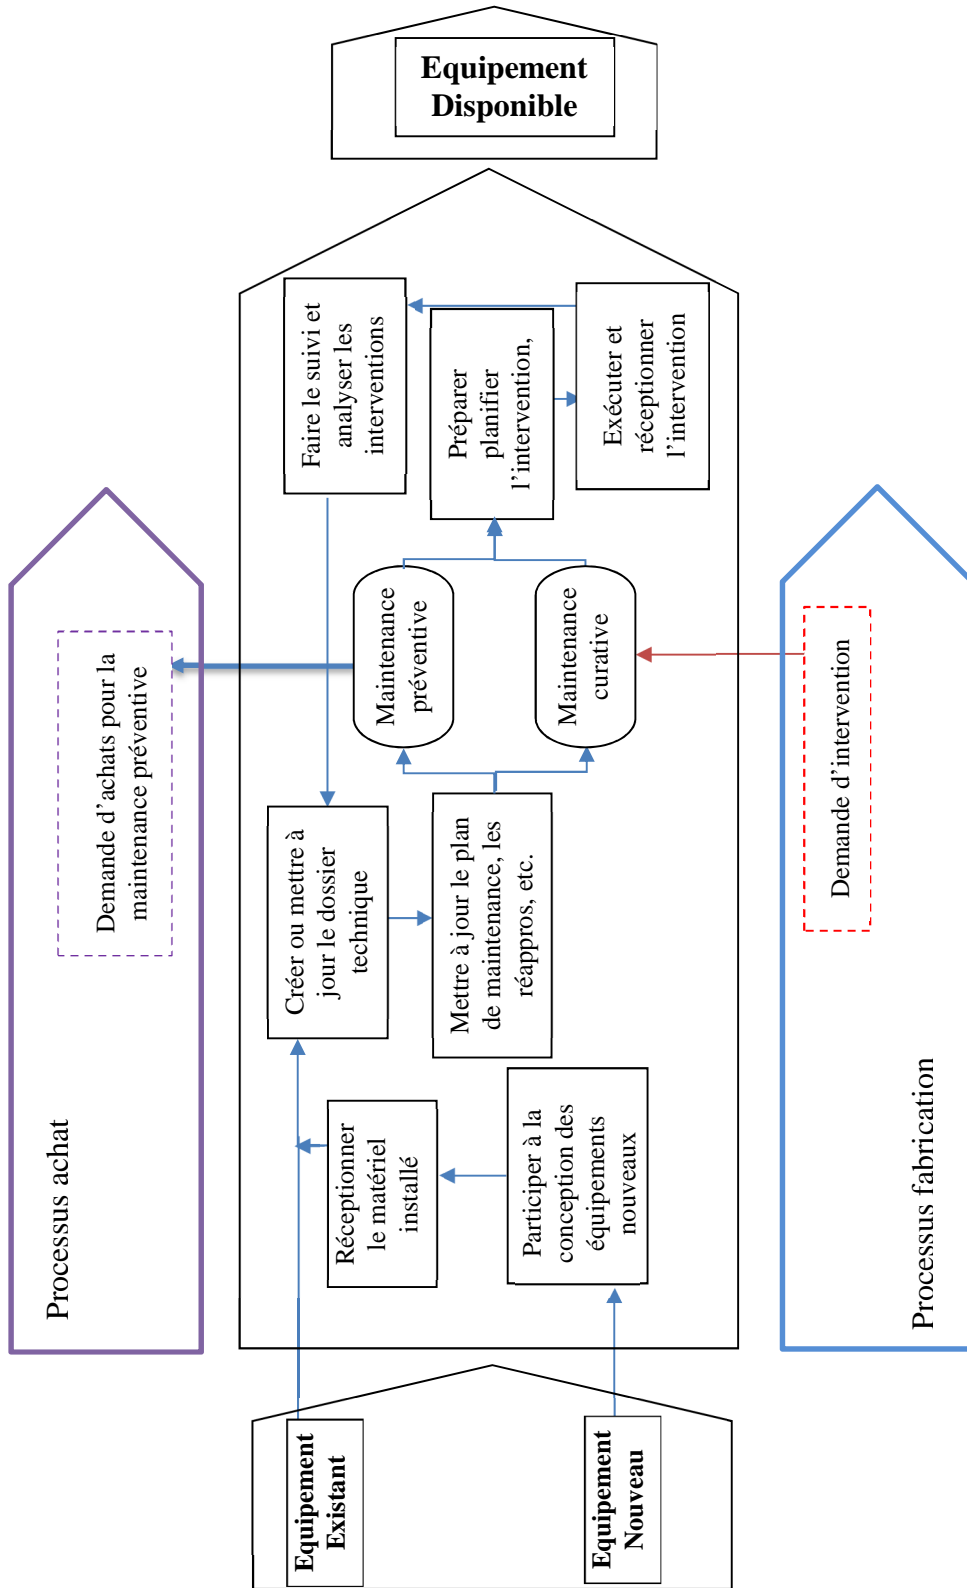 Equipement
Disponible
Processus achat
Demande d’achats pour la
maintenance préventive
Equipement
Existant
Equipement
Nouveau
Réceptionner
le matériel
installé
Participer à la
conception des
équipements
nouveaux
Créer ou mettre à
jour le dossier
technique
Mettre à jour le plan
de maintenance, les
réappros, etc.
Maintenance
préventive
Maintenance
curative
Faire le suivi et
analyser les
interventions
Préparer
planifier
l’intervention,
Exécuter et
réceptionner
l’intervention
Processus fabrication
Demande d’intervention